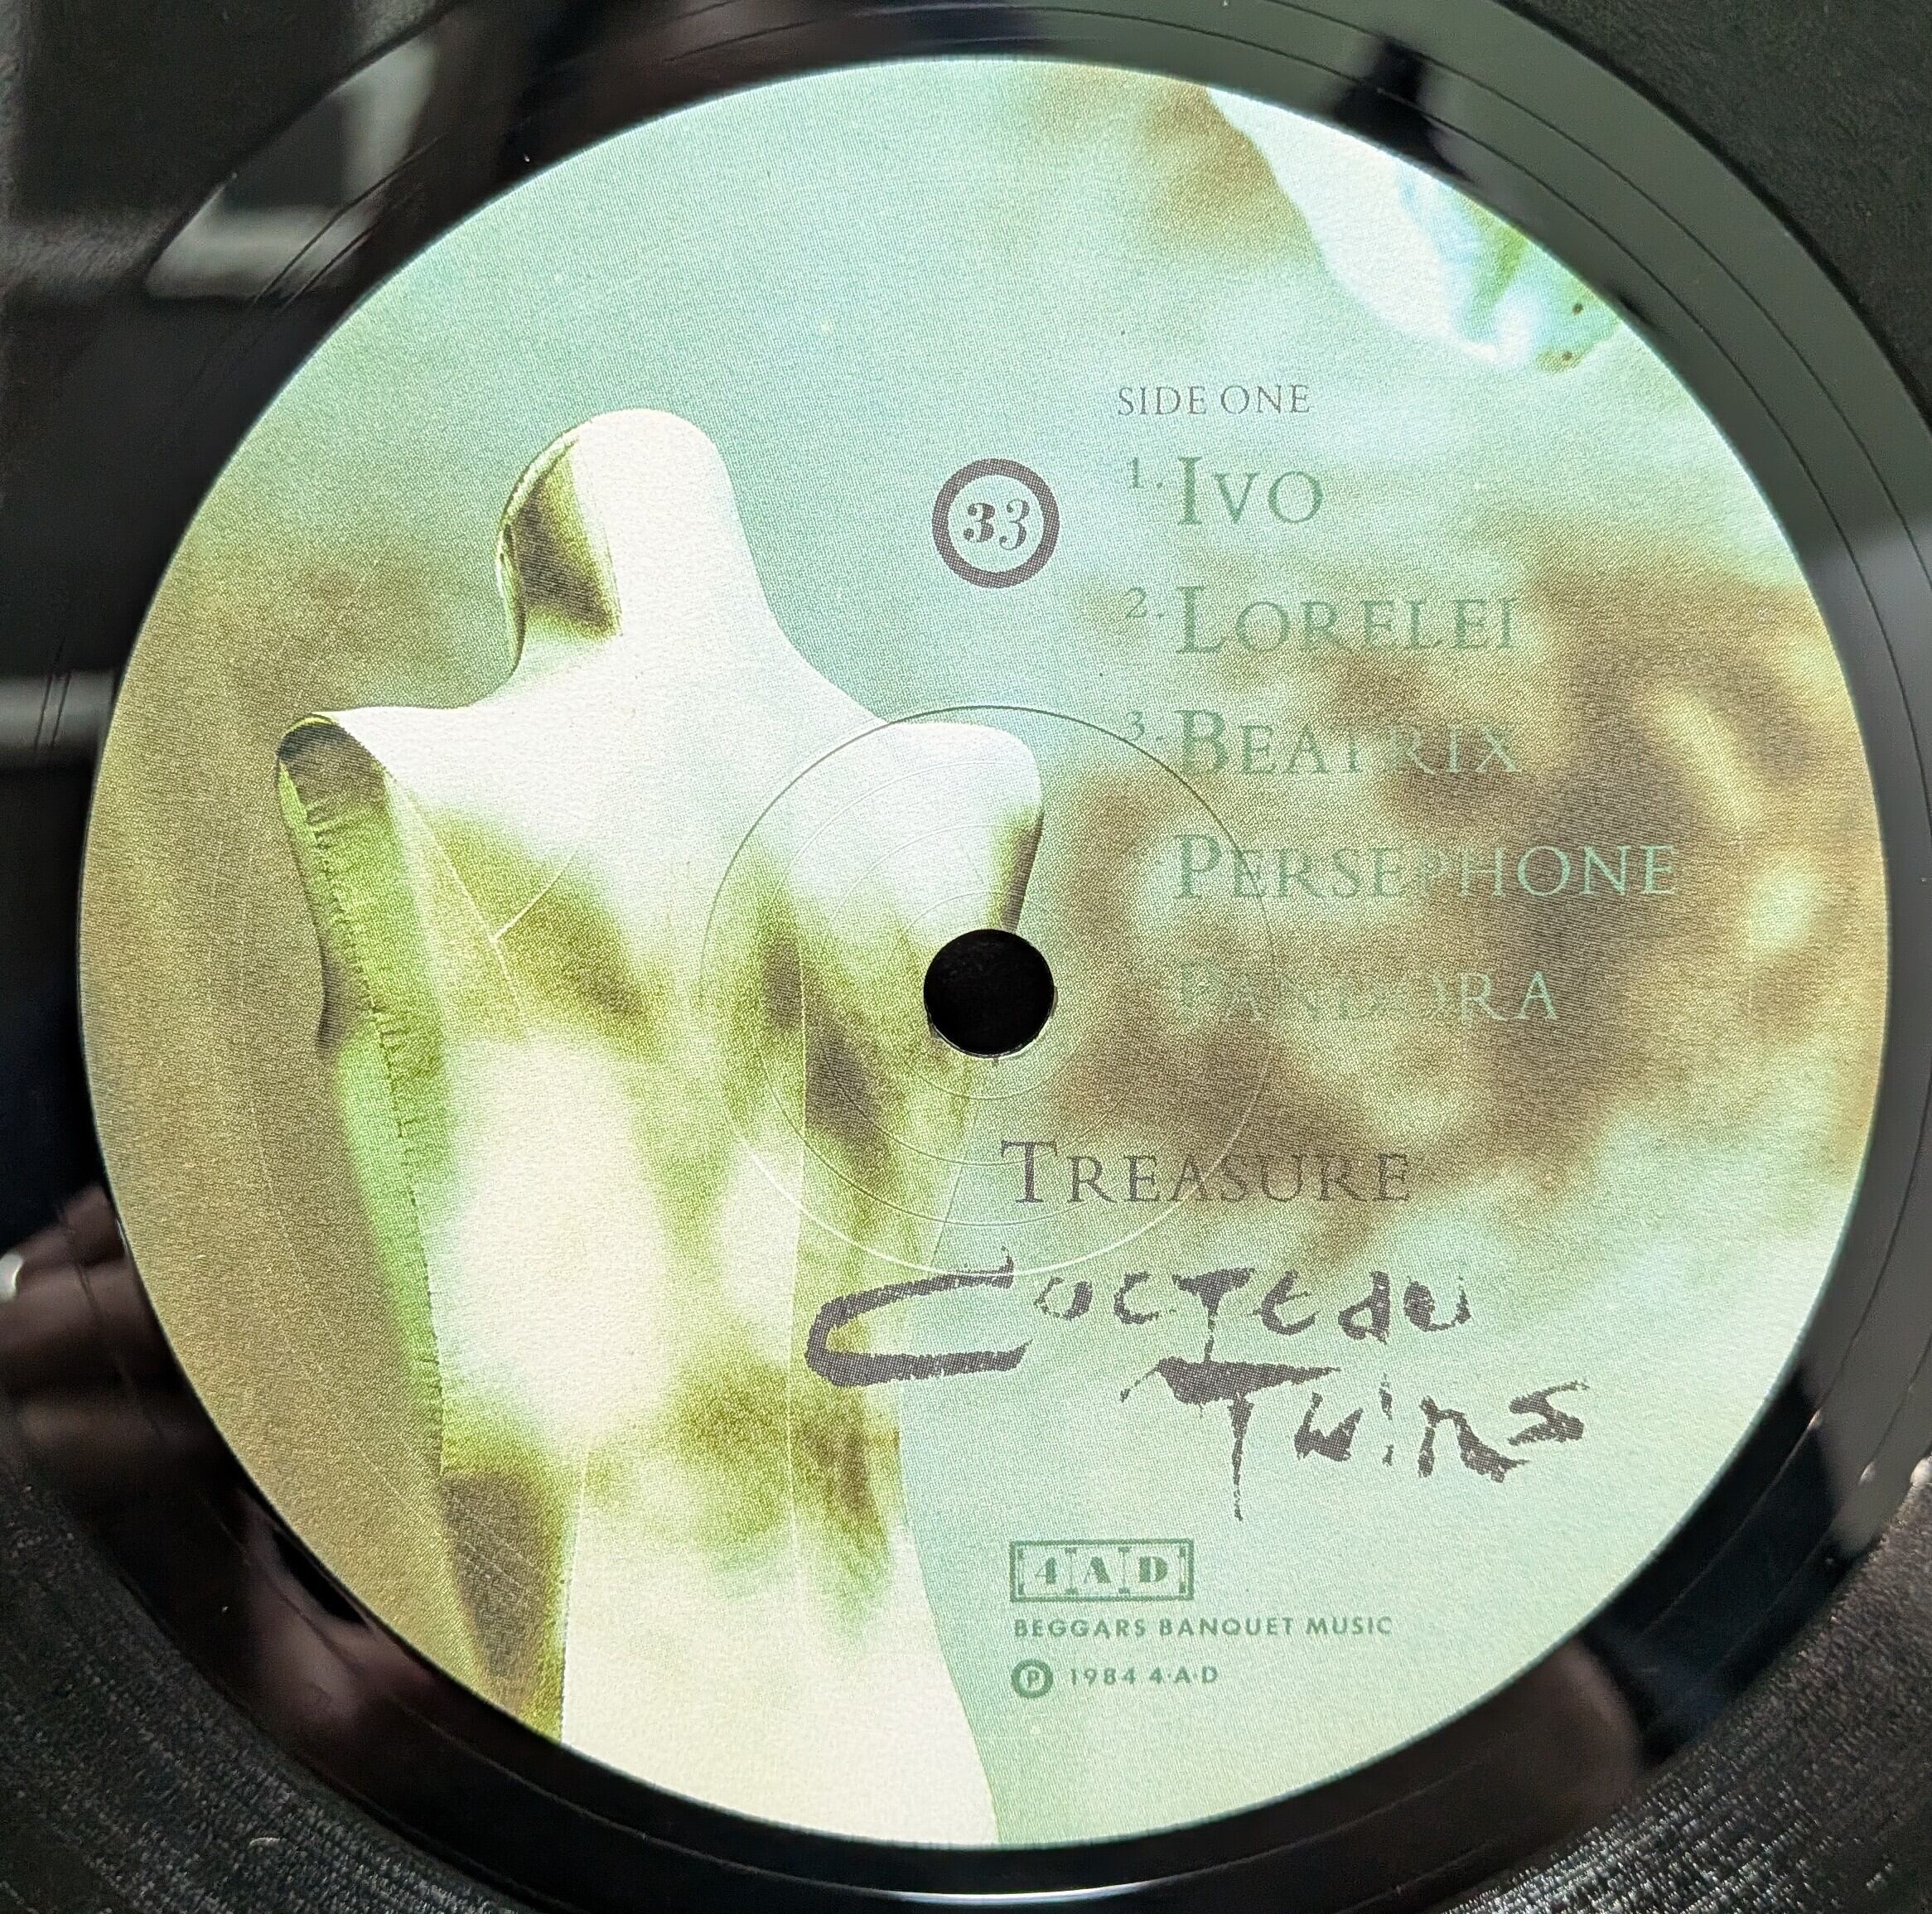 SIDE ONE
33
1. IVO
2. LORELEI
3. BEATRIX
PERSEPHONE
PANDORA
TREASURE
Cocteau
Twins
4AD
BEGGARS BANQUET MUSIC
Ⓟ 1984 4·A·D